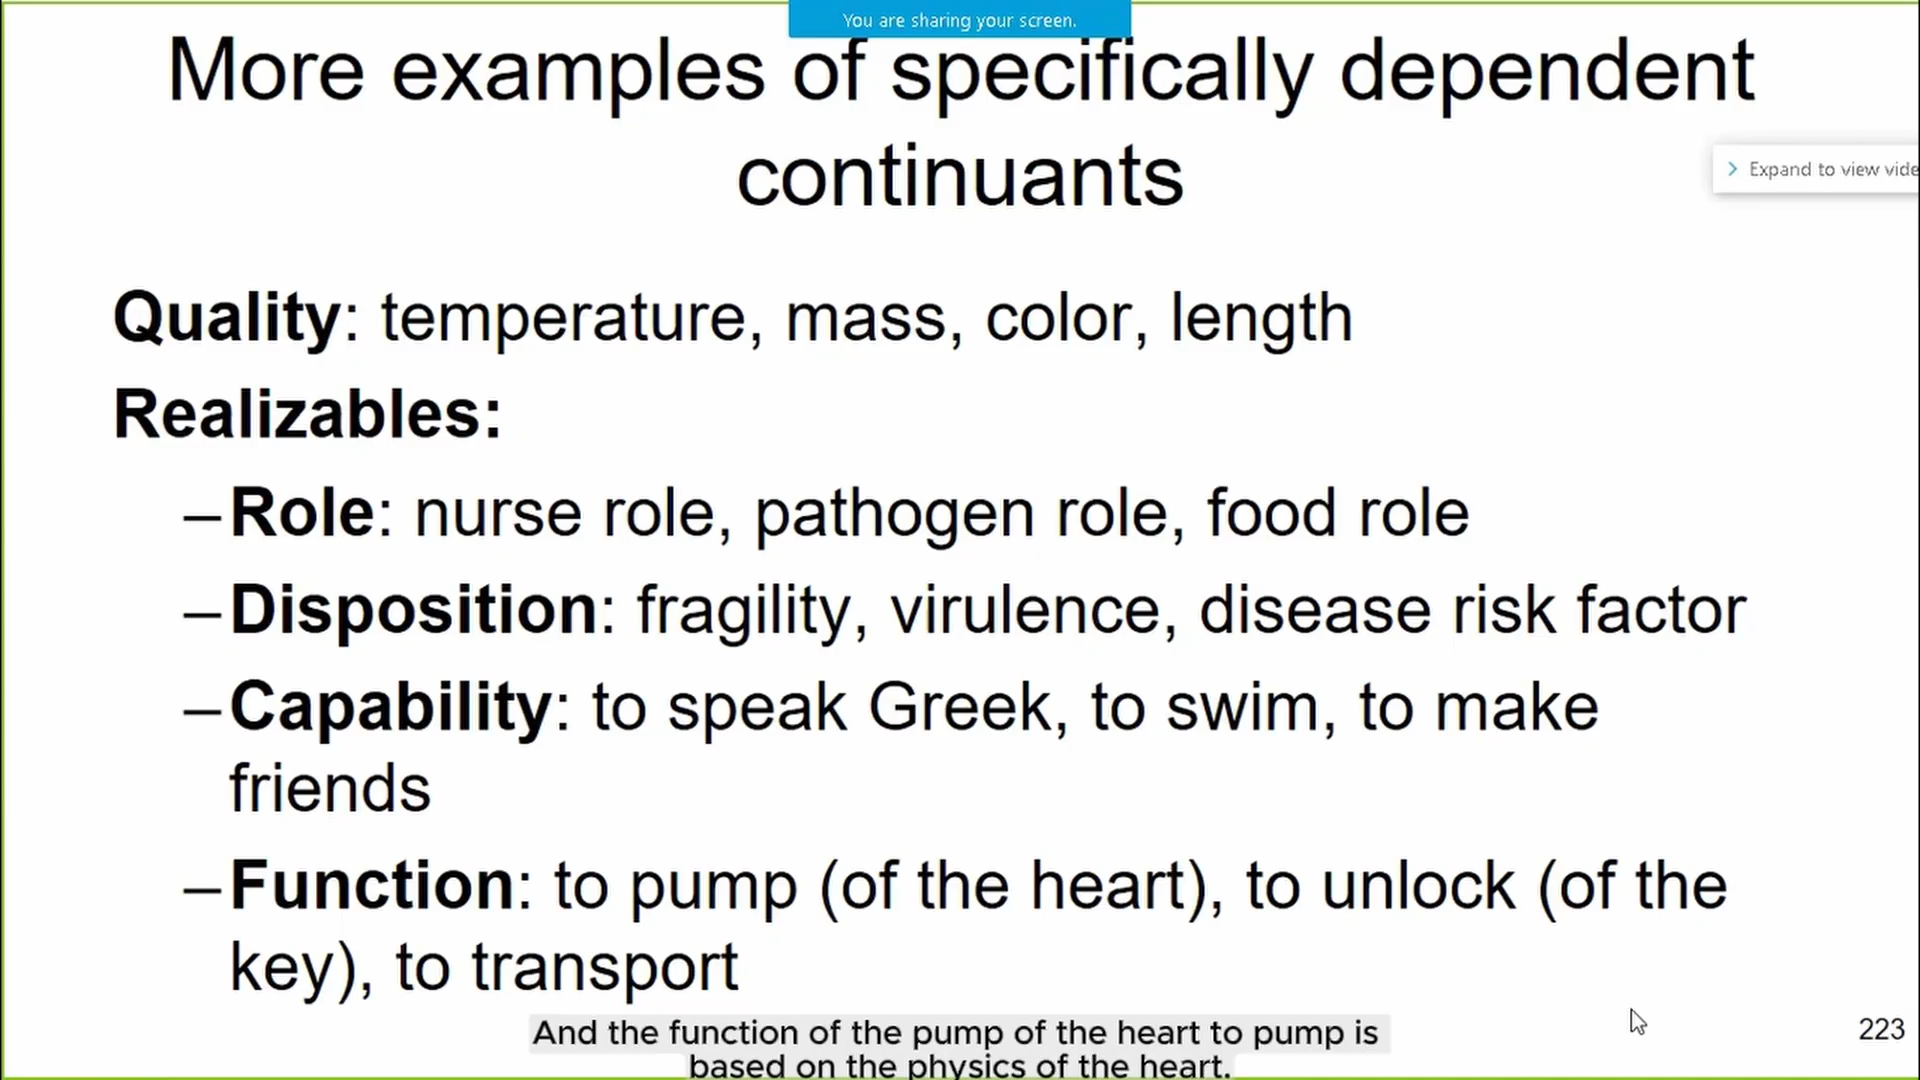 You are sharing your screen.
More examples of specifically dependent
continuants
Expand to view vide
Quality: temperature, mass, color, length
Realizables:
–Role: nurse role, pathogen role, food role
–Disposition: fragility, virulence, disease risk factor
–Capability: to speak Greek, to swim, to make
friends
–Function: to pump (of the heart), to unlock (of the
key), to transport
And the function of the pump of the heart to pump is
based on the physics of the heart.
223